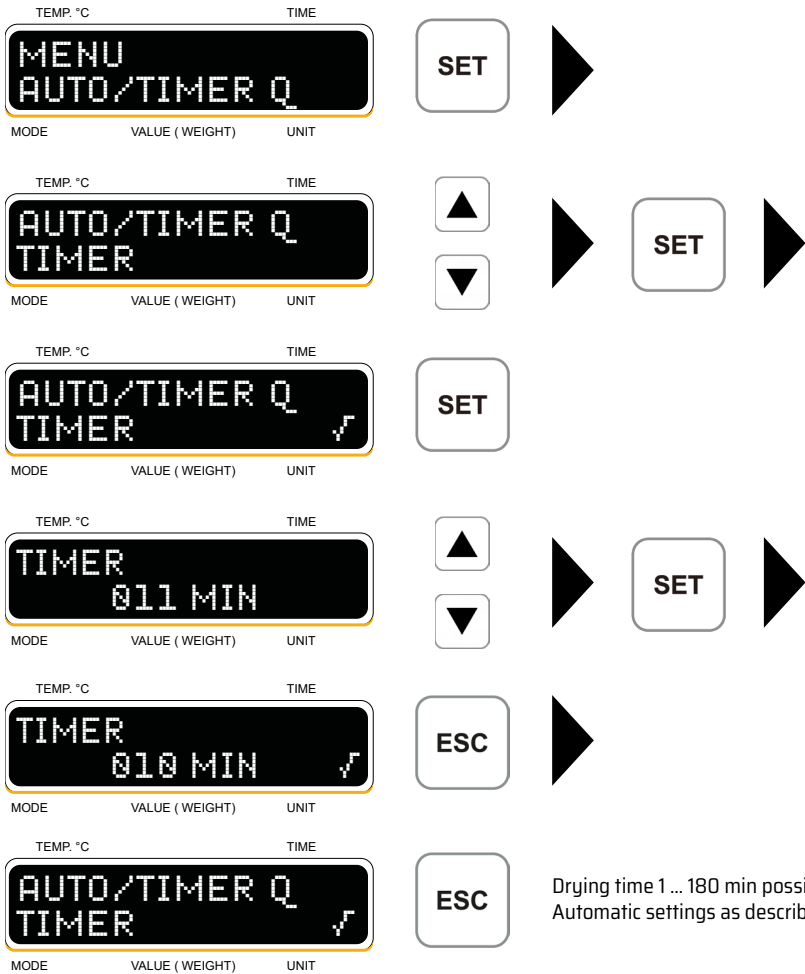 TEMP. °C TIME
MENU
SET
AUTO/TIMER Q
MODE VALUE ( WEIGHT) UNIT
TEMP. °C TIME
AUTO/TIMER Q
SET
TIMER
MODE VALUE ( WEIGHT) UNIT
TEMP. °C TIME
AUTO/TIMER Q
SET
TIMER √
MODE VALUE ( WEIGHT) UNIT
TEMP. °C TIME
TIMER
SET
011 MIN
MODE VALUE ( WEIGHT) UNIT
TEMP. °C TIME
TIMER
ESC
010 MIN √
MODE VALUE ( WEIGHT) UNIT
TEMP. °C TIME
AUTO/TIMER Q
ESC
TIMER √
MODE VALUE ( WEIGHT) UNIT
Drying time 1 ... 180 min
Automatic settings as